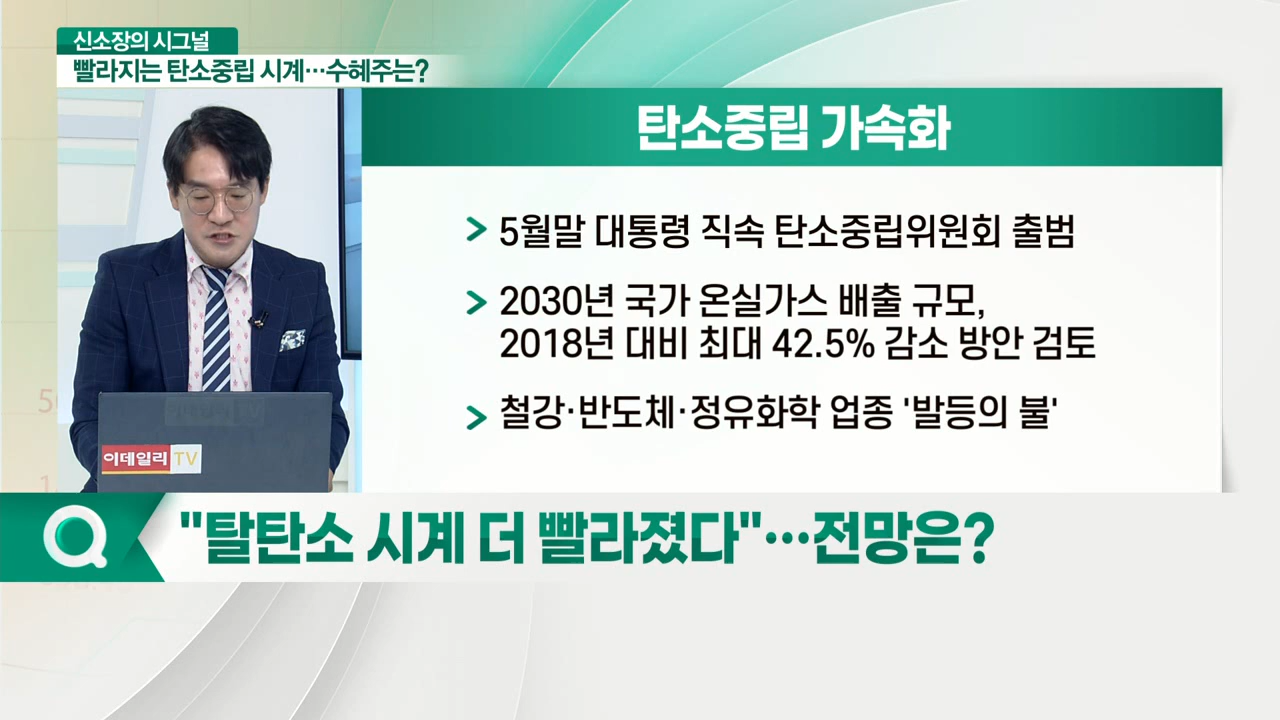 신소장의 시그널
빨라지는 탄소중립 시계…수혜주는?
탄소중립 가속화
5월말 대통령 직속 탄소중립위원회 출범
2030년 국가 온실가스 배출 규모,
2018년 대비 최대 42.5% 감소 방안 검토
철강·반도체·정유화학 업종 '발등의 불'
이데일리TV
이데일리 TV
"탈탄소 시계 더 빨라졌다"…전망은?